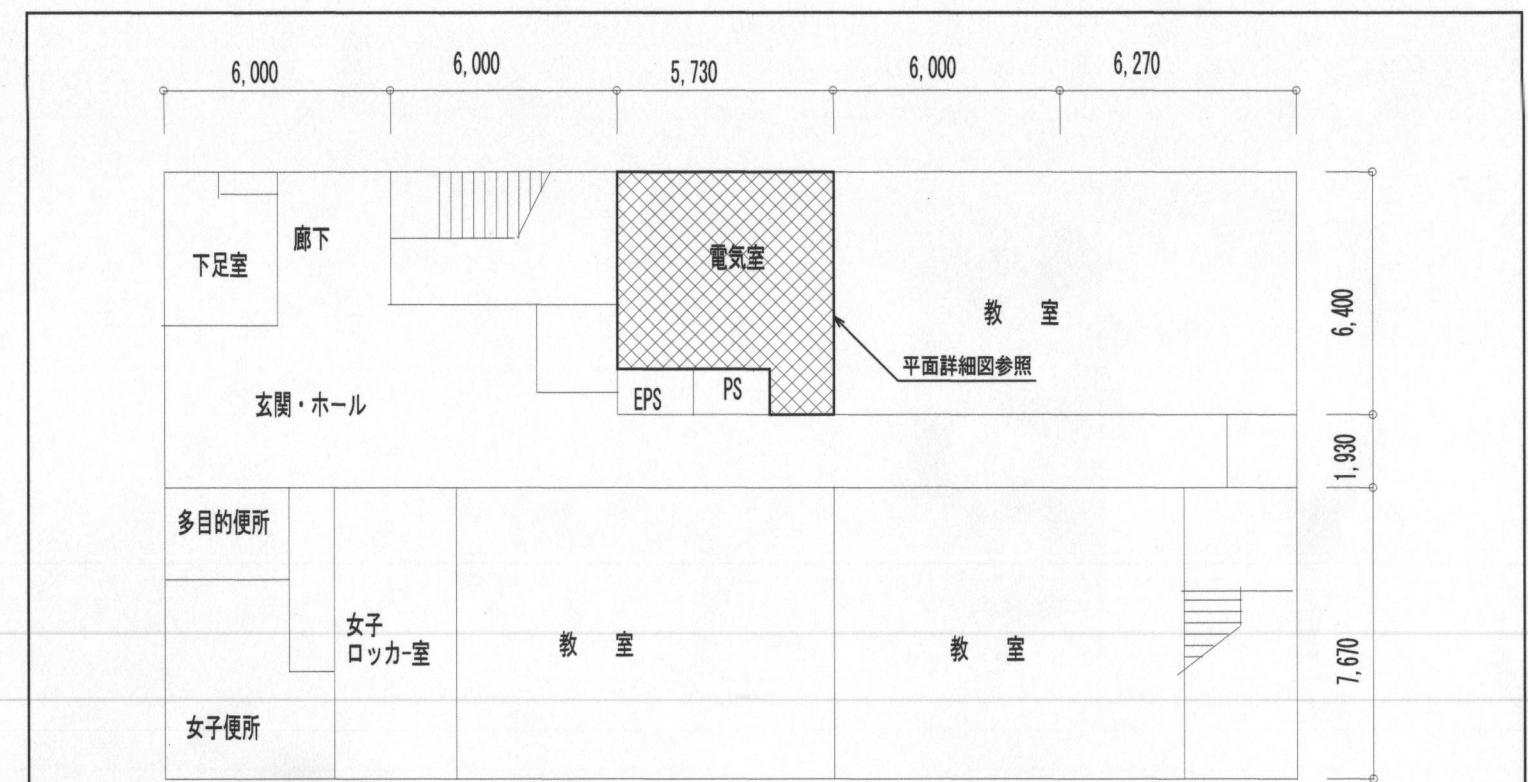 6,000
6,000
5,730
6,000
6,270
下足室
廊下
電気室
教 室
6,400
平面詳細図参照
EPS
PS
玄関・ホール
1,930
多目的便所
女子
ロッカー室
教 室
教 室
7,670
女子便所